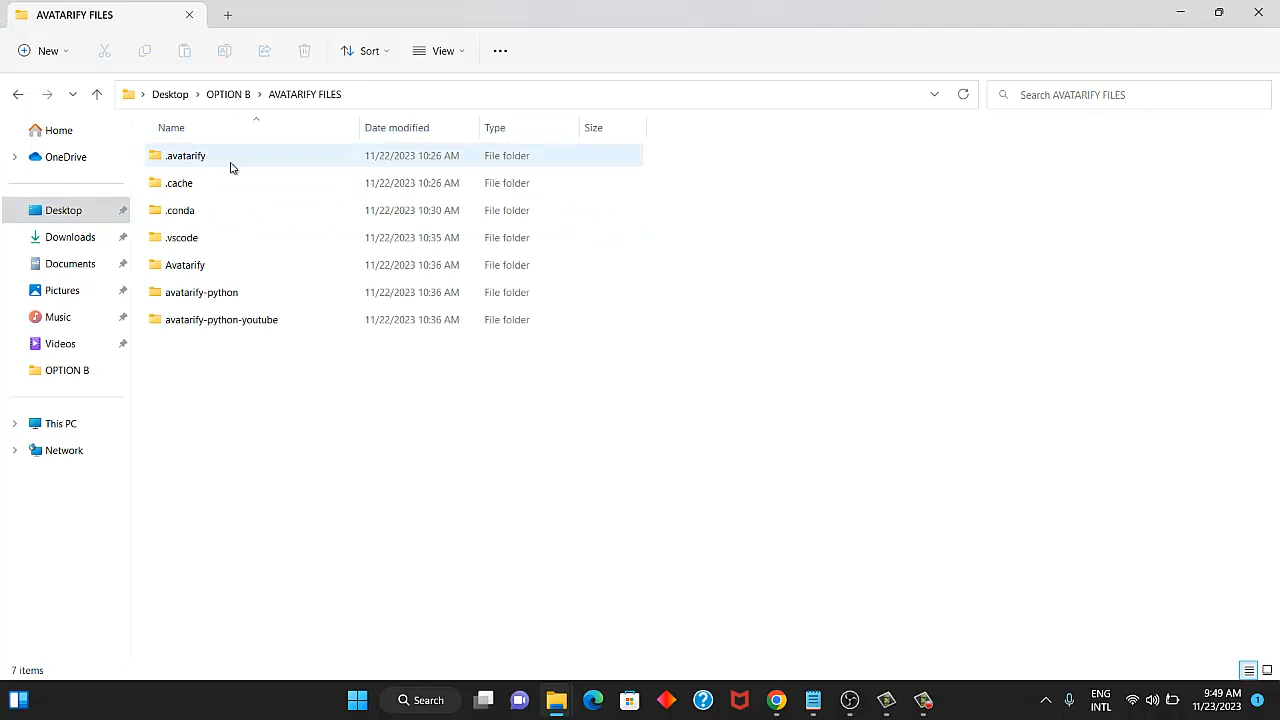 AVATARIFY FILES
New
Sort
View
Desktop
OPTION B
AVATARIFY FILES
Search AVATARIFY FILES
Home
OneDrive
Desktop
Downloads
Documents
Pictures
Music
Videos
OPTION B
This PC
Network
Name Date modified Type Size
.avatarify 11/22/2023 10:26 AM File folder
.cache 11/22/2023 10:26 AM File folder
.conda 11/22/2023 10:30 AM File folder
.vscode 11/22/2023 10:35 AM File folder
Avatarify 11/22/2023 10:36 AM File folder
avatarify-python 11/22/2023 10:36 AM File folder
avatarify-python-youtube 11/22/2023 10:36 AM File folder
7 items
Search
ENG
INTL
9:49 AM
11/23/2023
1